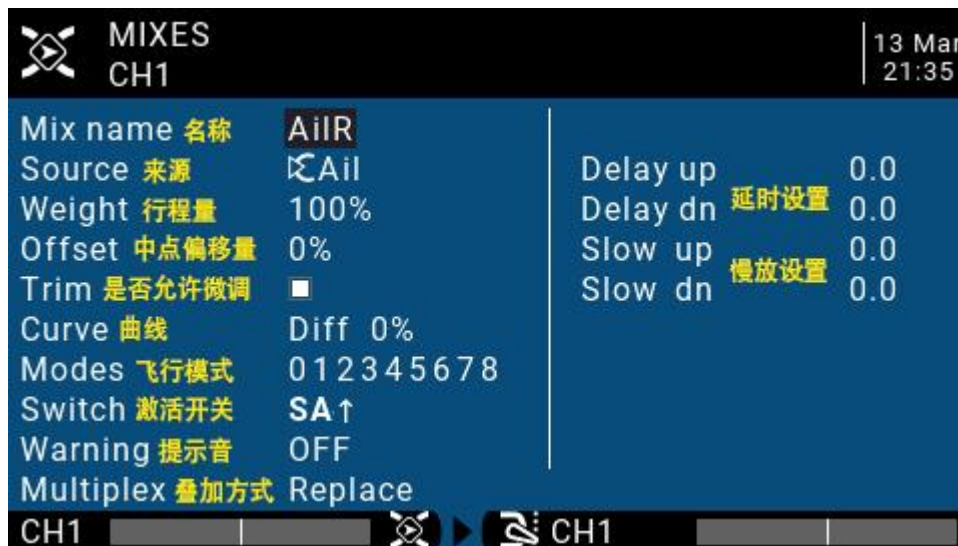 MIXES
CH1
13 Mar
21:35
Mix name 名称 AilR
Source 来源 Ail
Weight 行程量 100%
Offset 中点偏移量 0%
Trim 是否允许微调
Curve 曲线 Diff 0%
Modes 飞行模式 012345678
Switch 激活开关 SA↑
Warning 提示音 OFF
Multiplex 叠加方式 Replace
Delay up 0.0
延时设置
Delay dn 0.0
Slow up 0.0
慢放设置
Slow dn 0.0
CH1
CH1